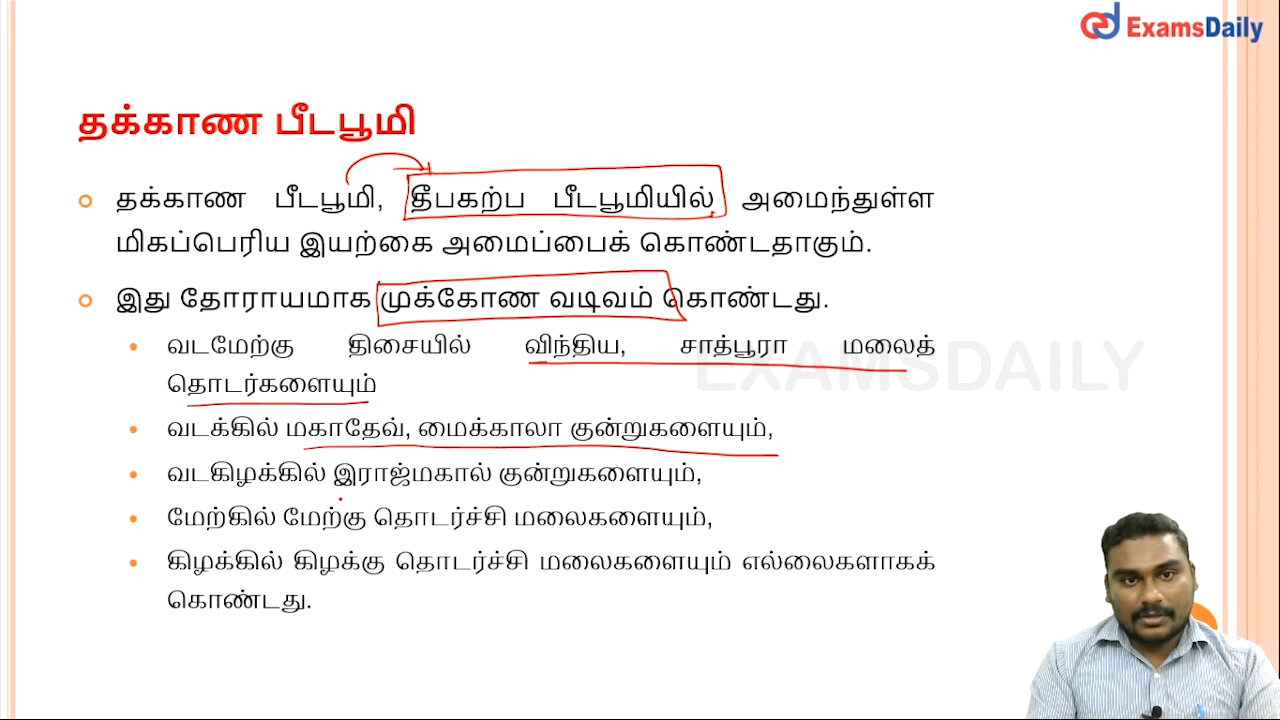 ExamsDaily
தக்காண பீடபூமி
தக்காண பீடபூமி, தீபகற்ப பீடபூமியில் அமைந்துள்ள
மிகப்பெரிய இயற்கை அமைப்பைக் கொண்டதாகும்.
இது தோராயமாக முக்கோண வடிவம் கொண்டது.
வடமேற்கு திசையில் விந்திய, சாத்பூரா மலைத்
தொடர்களையும்
வடக்கில் மகாதேவ், மைக்காலா குன்றுகளையும்,
வடகிழக்கில் இராஜ்மகால் குன்றுகளையும்,
மேற்கில் மேற்கு தொடர்ச்சி மலைகளையும்,
கிழக்கில் கிழக்கு தொடர்ச்சி மலைகளையும் எல்லைகளாகக்
கொண்டது.
EXAMSDAILY